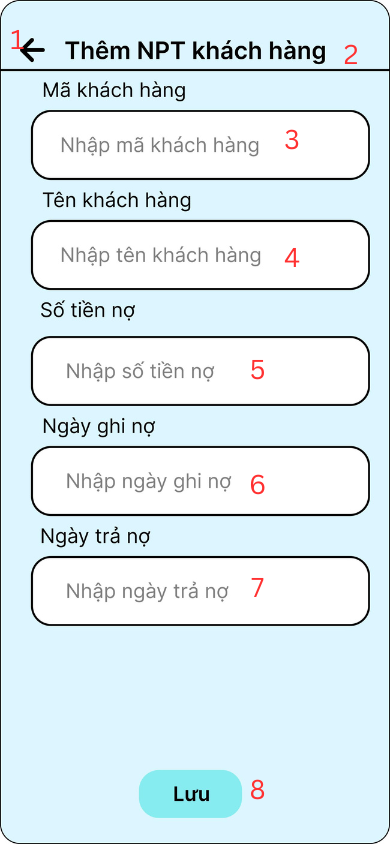 1 Thêm NPT khách hàng 2
Mã khách hàng
Nhập mã khách hàng 3
Tên khách hàng
Nhập tên khách hàng 4
Số tiền nợ
Nhập số tiền nợ 5
Ngày ghi nợ
Nhập ngày ghi nợ 6
Ngày trả nợ
Nhập ngày trả nợ 7
Lưu 8